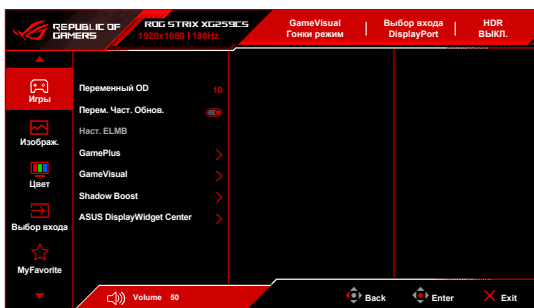 REPUBLIC OF
GAMERS
ROG STRIX XG259CS
1920x1080 | 180Hz
GameVisual
Гонки режим
Выбор входа
DisplayPort
HDR
ВЫКЛ.
Игры
Изображ.
Цвет
Выбор входа
MyFavorite
Переменный OD 10
Перем. Част. Обнов.
Наст. ELMB
GamePlus
GameVisual
Shadow Boost
ASUS DisplayWidget Center
Volume 50
Back
Enter
Exit